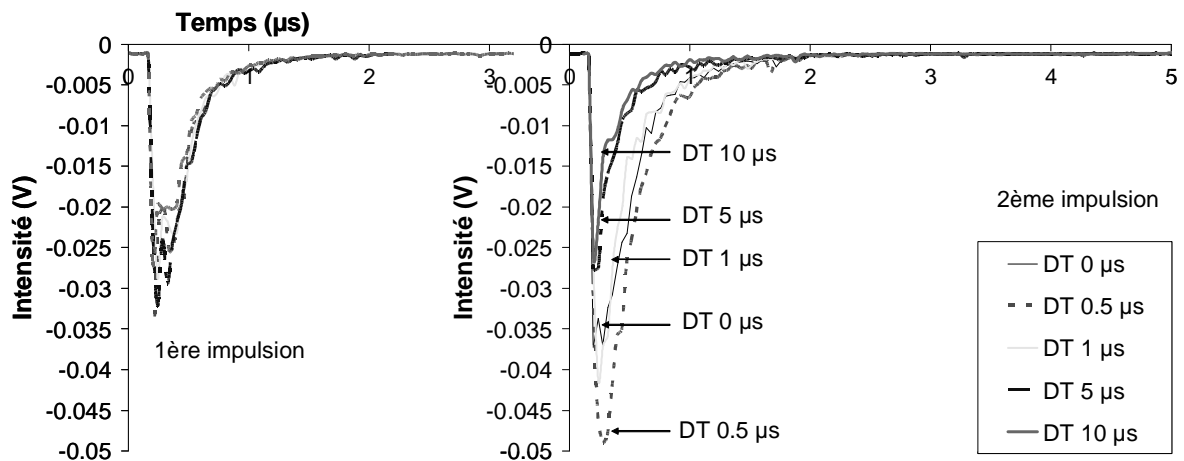 Temps (µs)
0
-0.005
-0.01
-0.015
-0.02
-0.025
-0.03
-0.035
-0.04
-0.045
-0.05
0 1 2 3
Intensité (V)
1ère impulsion
0
-0.005
-0.01
-0.015
-0.02
-0.025
-0.03
-0.035
-0.04
-0.045
-0.05
0 1 2 3 4 5
Intensité (V)
DT 10 µs
DT 5 µs
DT 1 µs
DT 0 µs
DT 0.5 µs
2ème impulsion
DT 0 µs
DT 0.5 µs
DT 1 µs
DT 5 µs
DT 10 µs